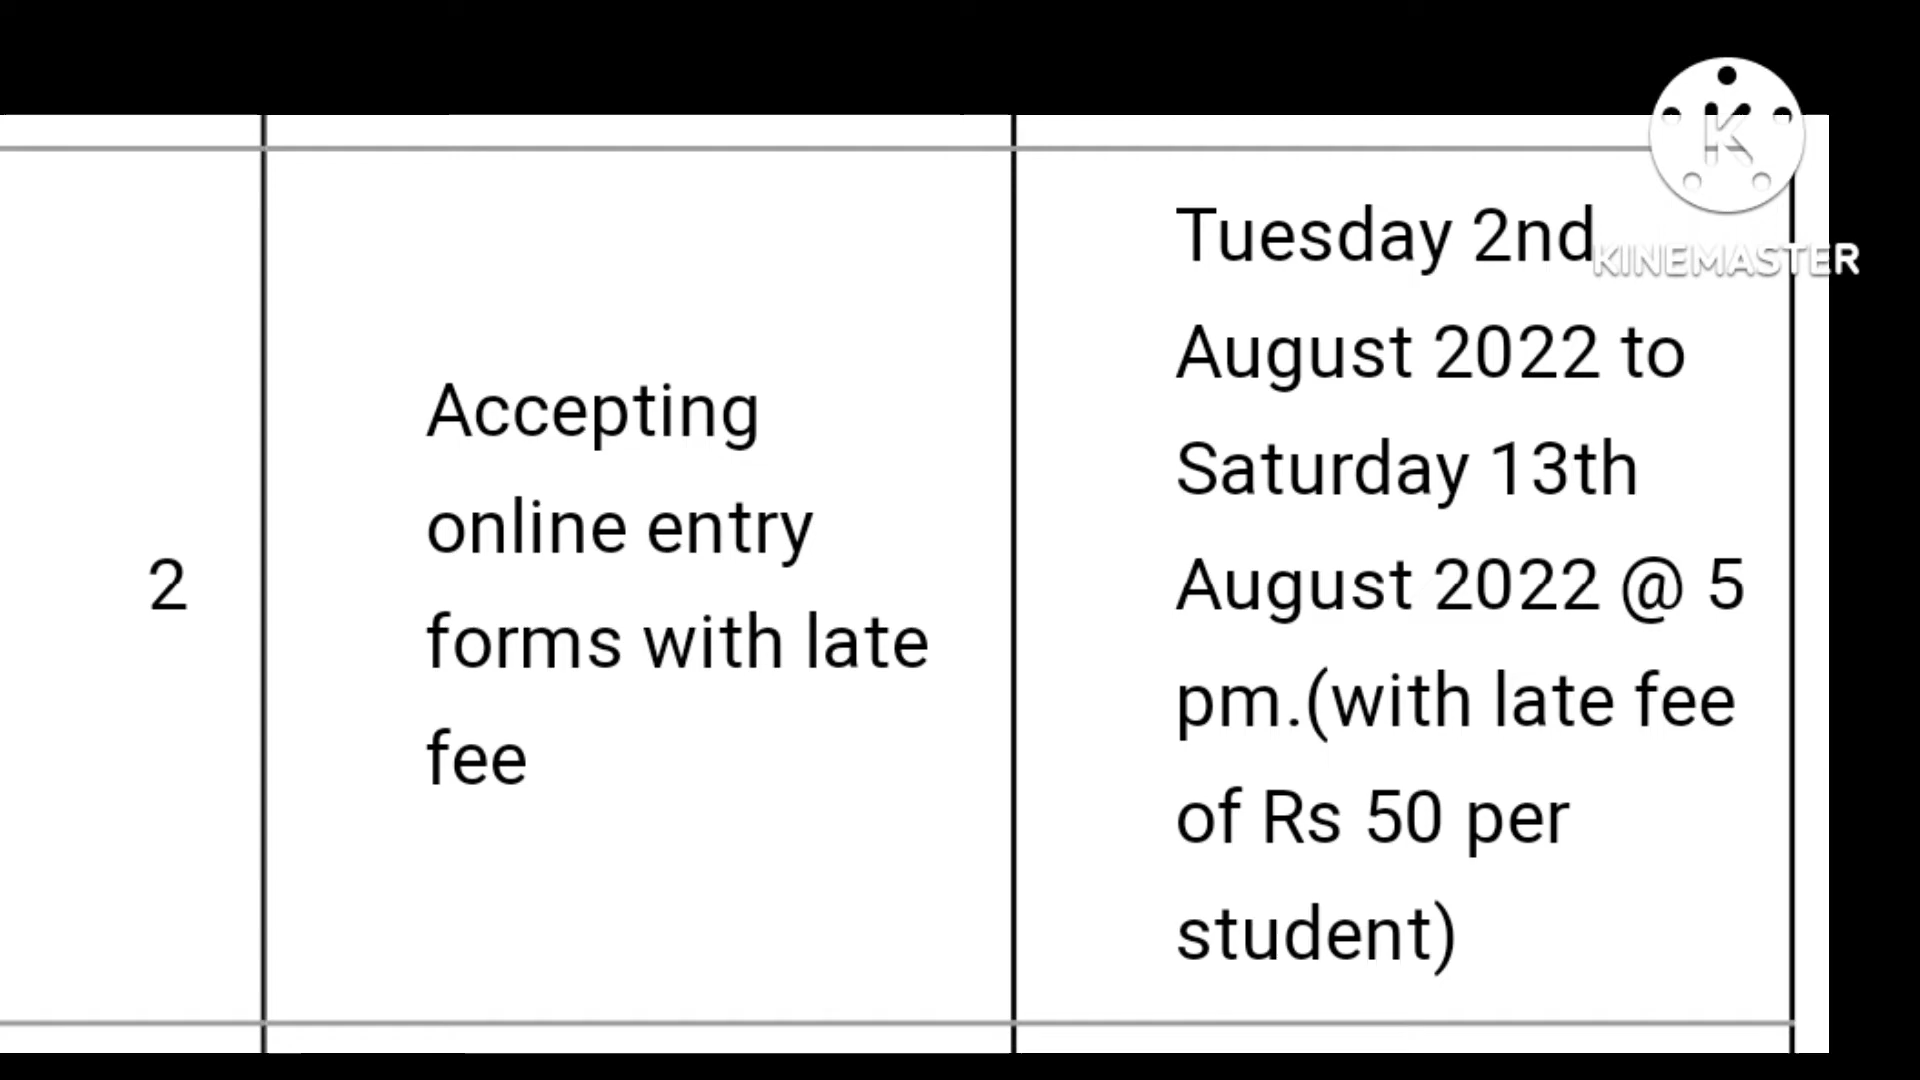 2
Accepting
online entry
forms with late
fee
Tuesday 2nd
August 2022 to
Saturday 13th
August 2022 @ 5
pm.(with late fee
of Rs 50 per
student)
K
KINEMASTER